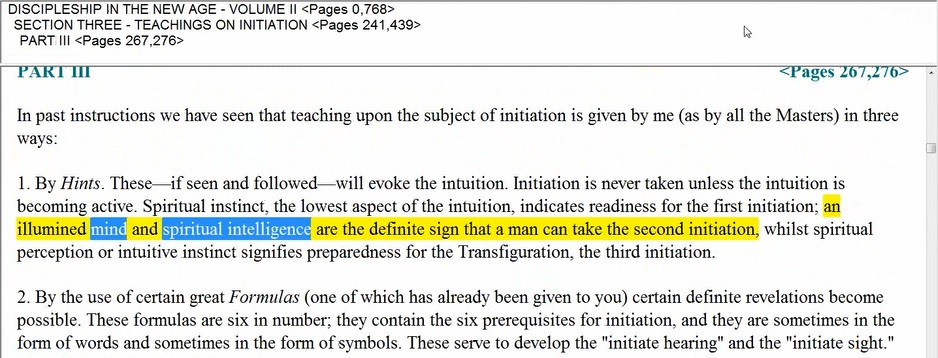 DISCIPLESHIP IN THE NEW AGE - VOLUME II <Pages 0,768>
SECTION THREE - TEACHINGS ON INITIATION <Pages 241,439>
PART III <Pages 267,276>
PART III <Pages 267,276>
In past instructions we have seen that teaching upon the subject of initiation is given by me (as by all the Masters) in three
ways:
1. By Hints. These—if seen and followed—will evoke the intuition. Initiation is never taken unless the intuition is
becoming active. Spiritual instinct, the lowest aspect of the intuition, indicates readiness for the first initiation; an
illumined mind and spiritual intelligence are the definite sign that a man can take the second initiation, whilst spiritual
perception or intuitive instinct signifies preparedness for the Transfiguration, the third initiation.
2. By the use of certain great Formulas (one of which has already been given to you) certain definite revelations become
possible. These formulas are six in number; they contain the six prerequisites for initiation, and they are sometimes in the
form of words and sometimes in the form of symbols. These serve to develop the "initiate hearing" and the "initiate sight."